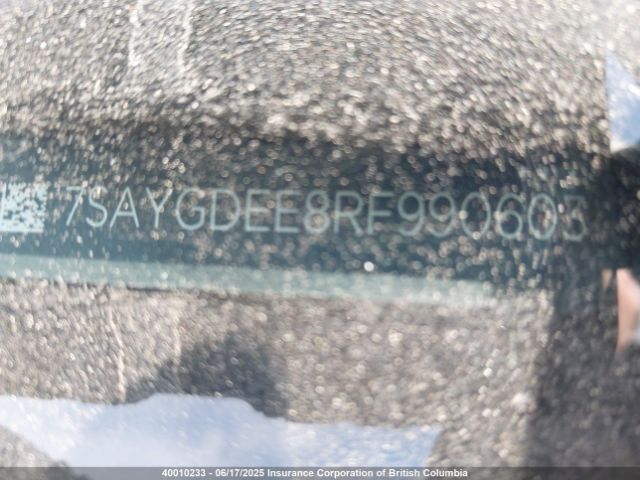 7SAYGDEE8RF990603
40010233 - 06/17/2025 Insurance Corporation of British Columbia